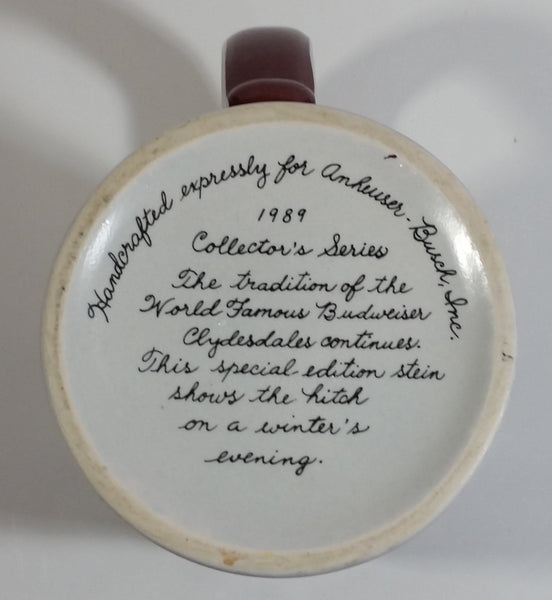 Handcrafted expressly for Anheuser-Busch, Inc.
1989
Collector's Series
The tradition of the
World Famous Budweiser
Clydesdales continues.
This special edition stein
shows the hitch
on a winter's
evening.